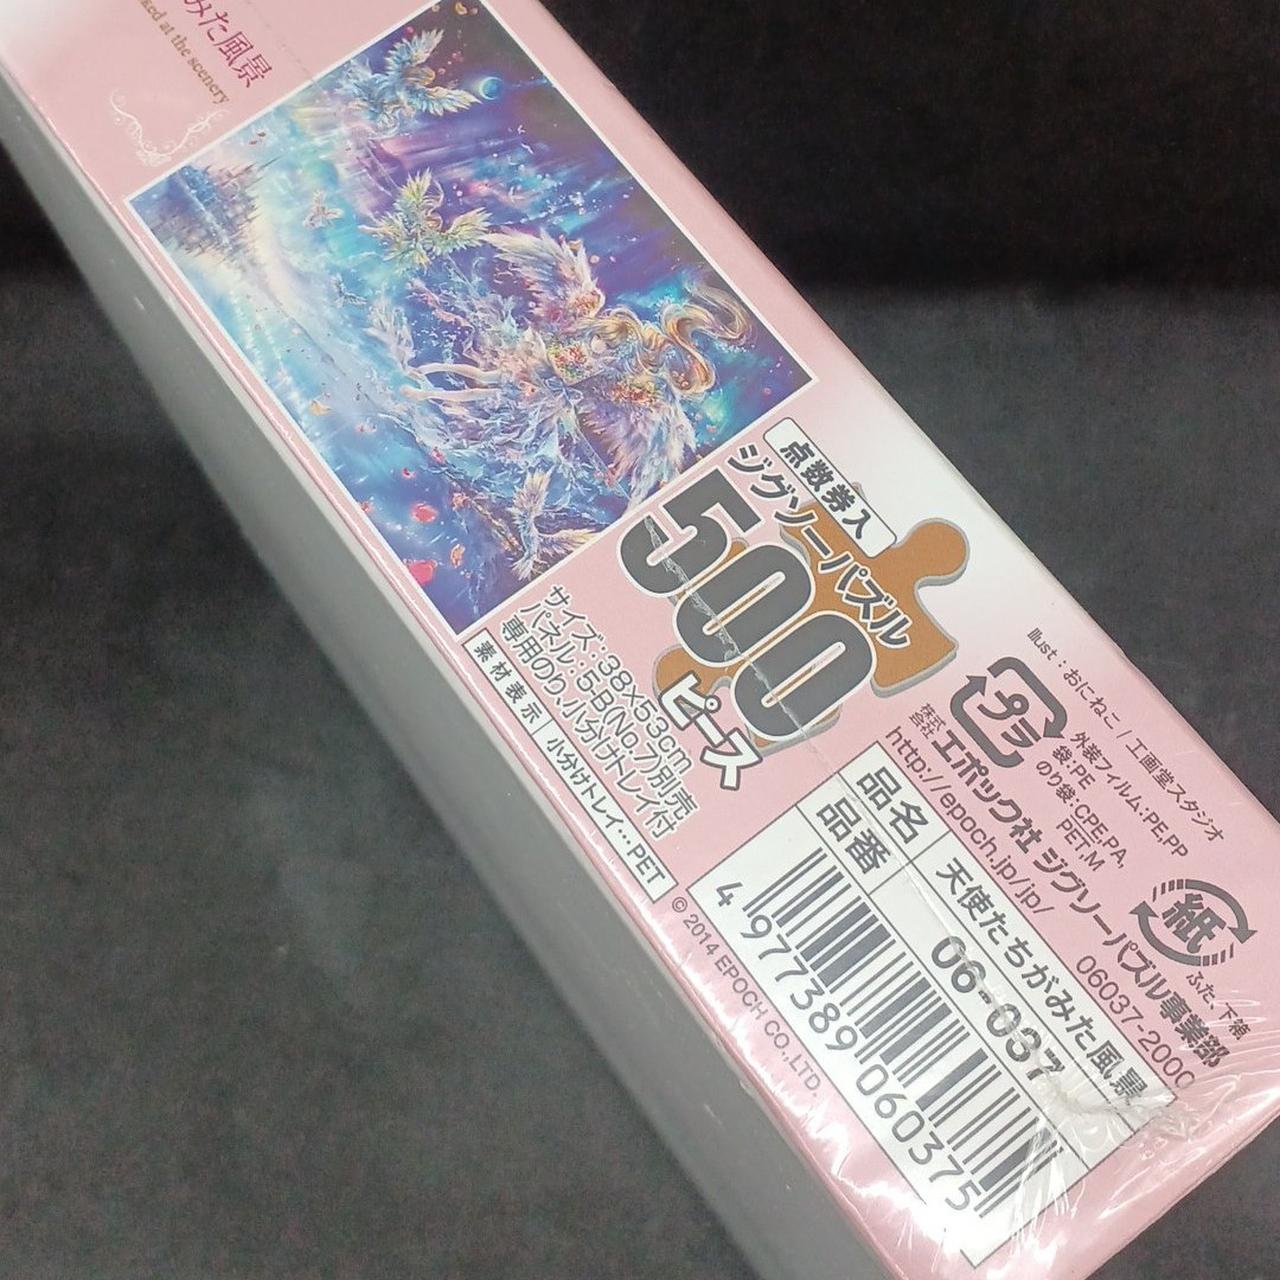 みた風景
ked at the scenery
点数券入
ジグソーパズル
500
ピース
サイズ:38×53cm
パネル:5B(No.7)別売
専用のり、小分けトレイ付
素材表示 小分けトレイ…PET
© 2014 EPOCH CO.,LTD.
Illust:おにねこ/工画堂スタジオ
プラ
外装フィルム:PE,PP
袋:PE
のり袋:CPE,PA,
PET,M
紙
ふた、下箱
株式会社エポック社 ジグソーパズル事業部
http://epoch.jp/jp/ 06037-2000
品名 天使たちがみた風景
品番 06-037
4 977389 060375